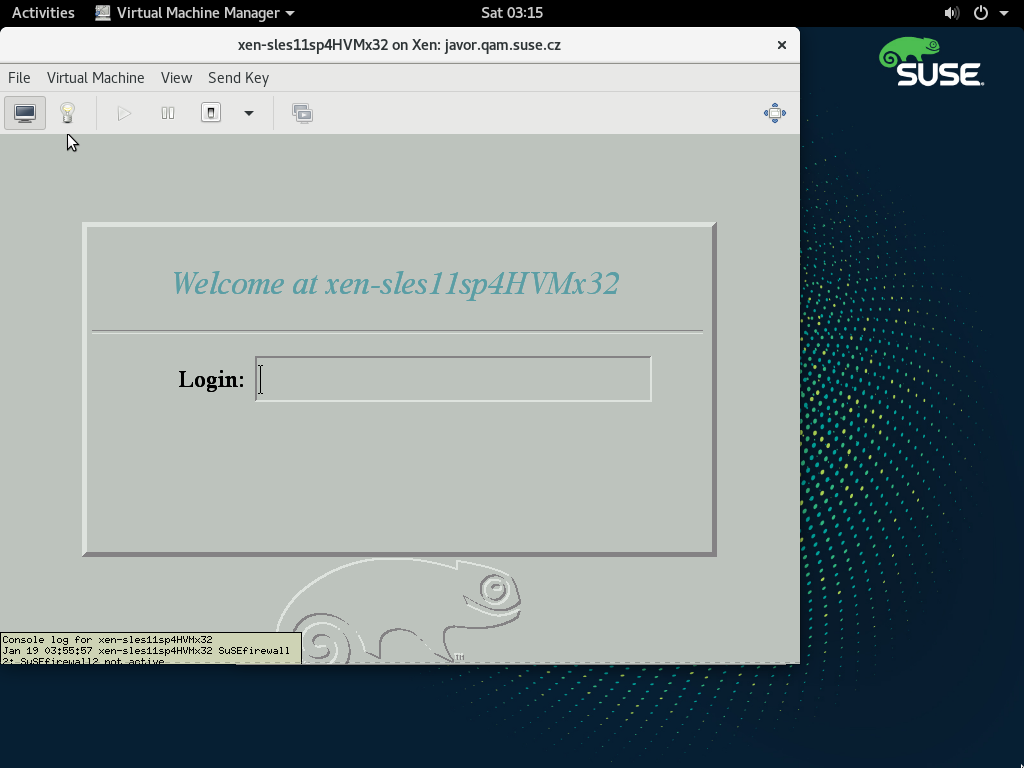 Activities Virtual Machine Manager Sat 03:15
SUSE
xen-sles11sp4HVMx32 on Xen: javor.qam.suse.cz
File Virtual Machine View Send Key
Welcome at xen-sles11sp4HVMx32
Login:
Console log for xen-sles11sp4HVMx32
Jan 19 03:55:57 xen-sles11sp4HVMx32 SuSEfirewall
2: SuSEfirewall2 not active
TM